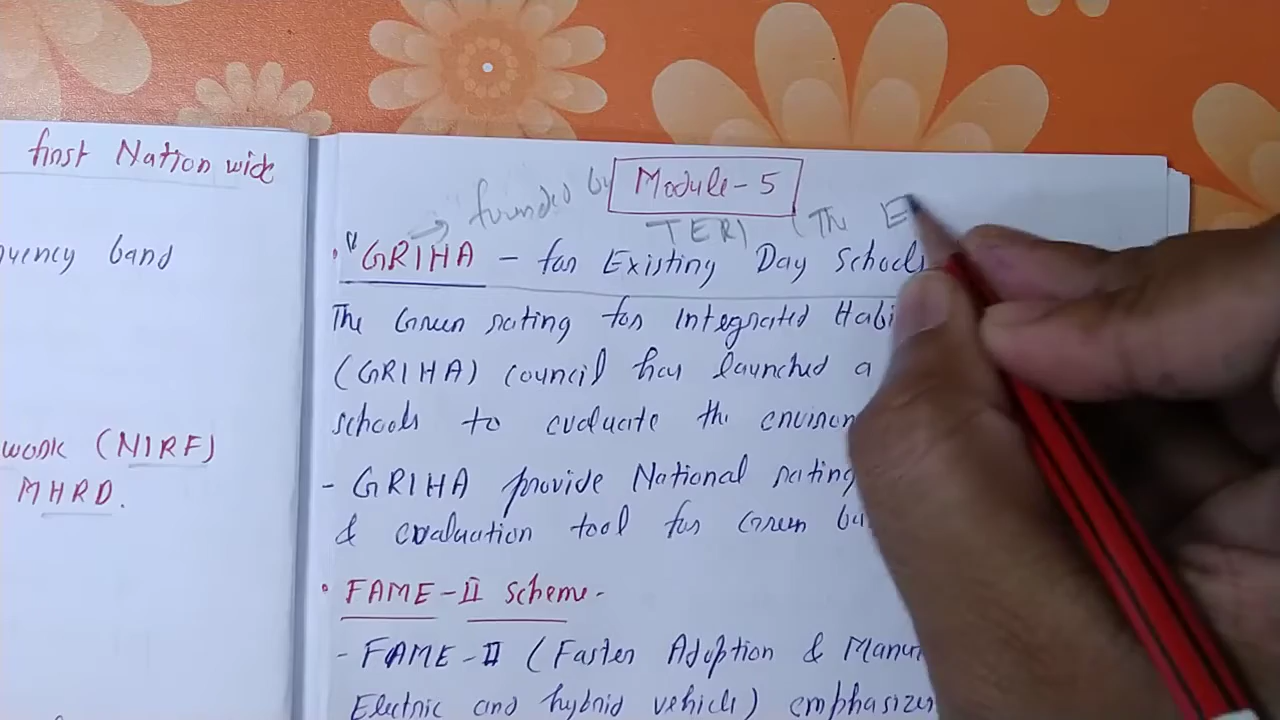 first Nation wide
quency band
work (NIRF)
MHRD.
founded by Module-5
TERI (Th E
• "GRIHA - for Existing Day Schools
The Green rating for Integrated Habi
(GRIHA) council has launched a
schools to evaluate the environ
- GRIHA provide National rating
& evaluation tool for Green bu
• FAME-II scheme-
- FAME-II (Faster Adoption & Manu
Electric and hybrid vehicle) emphasizes